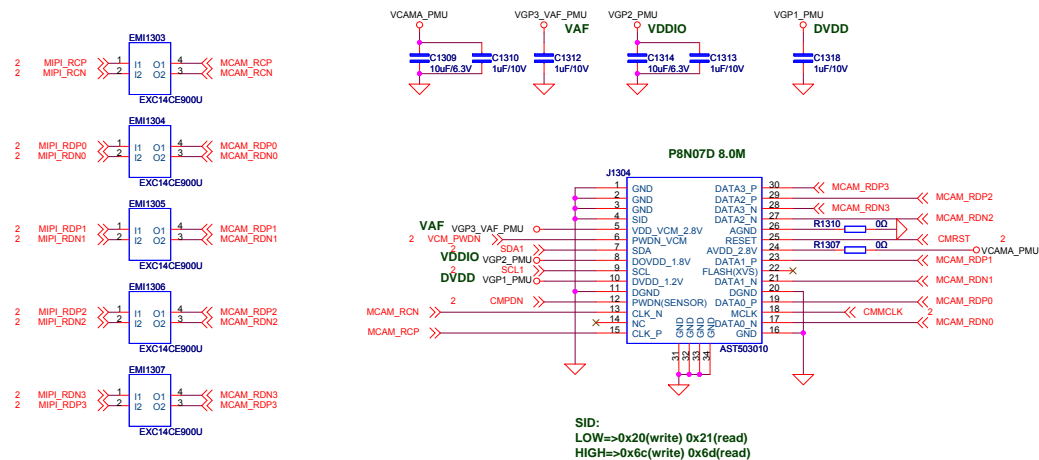 VCAMA_PMU
VGP3_VAF_PMU
VAF
VGP2_PMU
VDDIO
VGP1_PMU
DVDD
C1309
10uF/6.3V
C1310
1uF/10V
C1312
1uF/10V
C1314
10uF/6.3V
C1313
1uF/10V
C1318
1uF/10V
EMI1303
2 MIPI_RCP 1 I1 O1 4 MCAM_RCP
2 MIPI_RCN 2 I2 O2 3 MCAM_RCN
EXC14CE900U
EMI1304
2 MIPI_RDP0 1 I1 O1 4 MCAM_RDP0
2 MIPI_RDN0 2 I2 O2 3 MCAM_RDN0
EXC14CE900U
EMI1305
2 MIPI_RDP1 1 I1 O1 4 MCAM_RDP1
2 MIPI_RDN1 2 I2 O2 3 MCAM_RDN1
EXC14CE900U
EMI1306
2 MIPI_RDP2 1 I1 O1 4 MCAM_RDP2
2 MIPI_RDN2 2 I2 O2 3 MCAM_RDN2
EXC14CE900U
EMI1307
2 MIPI_RDN3 1 I1 O1 4 MCAM_RDN3
2 MIPI_RDP3 2 I2 O2 3 MCAM_RDP3
EXC14CE900U
P8N07D 8.0M
J1304
1 GND DATA3_P 30 MCAM_RDP3
2 GND DATA2_P 29 MCAM_RDP2
3 GND DATA3_N 28 MCAM_RDN3
4 SID DATA2_N 27 MCAM_RDN2
VAF VGP3_VAF_PMU 5 VDD_VCM_2.8V AGND 26 R1310 0Ω
2 VCM_PWDN 6 PWDN_VCM RESET 25 CMRST 2
2 SDA1 7 SDA AVDD_2.8V 24 R1307 0Ω VCAMA_PMU
VDDIO VGP2_PMU 8 DOVDD_1.8V DATA1_P 23 MCAM_RDP1
2 SCL1 9 SCL FLASH(XVS) 22
DVDD VGP1_PMU 10 DVDD_1.2V DATA1_N 21 MCAM_RDN1
11 DGND DGND 20
2 CMPDN 12 PWDN(SENSOR) DATA0_P 19 MCAM_RDP0
MCAM_RCN 13 CLK_N MCLK 18 CMMCLK 2
14 NC DATA0_N 17 MCAM_RDN0
MCAM_RCP 15 CLK_P GND 16
GND GND GND GND
31 32 33 34
AST503010
SID:
LOW=>0x20(write) 0x21(read)
HIGH=>0x6c(write) 0x6d(read)